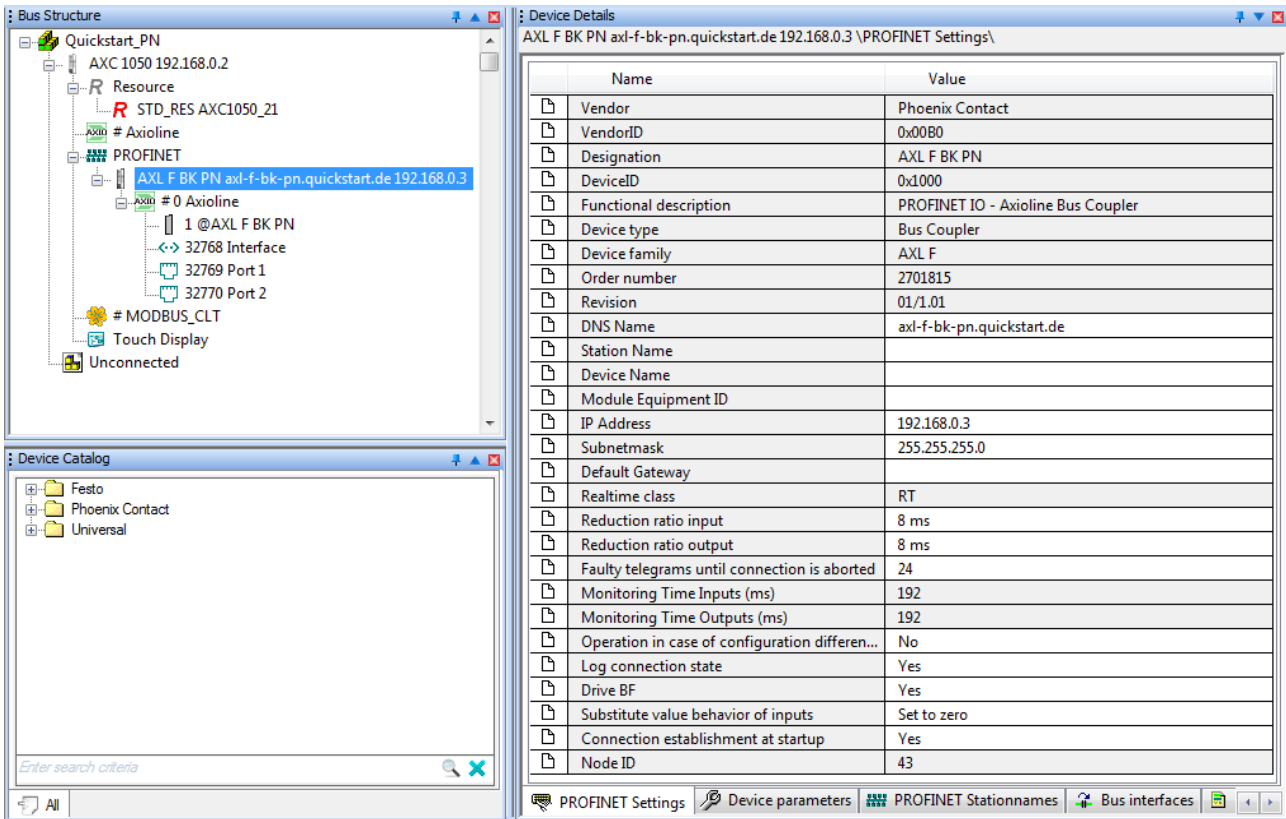 Bus Structure
Quickstart_PN
AXC 1050 192.168.0.2
R Resource
R STD_RES AXC1050_21
AXIO # Axioline
PROFINET
AXL F BK PN axl-f-bk-pn.quickstart.de 192.168.0.3
AXIO # 0 Axioline
1 @AXL F BK PN
32768 Interface
32769 Port 1
32770 Port 2
# MODBUS_CLT
Touch Display
Unconnected
Device Catalog
Festo
Phoenix Contact
Universal
Enter search criteria
All
Device Details
AXL F BK PN axl-f-bk-pn.quickstart.de 192.168.0.3 \PROFINET Settings\
Name Value
Vendor Phoenix Contact
VendorID 0x00B0
Designation AXL F BK PN
DeviceID 0x1000
Functional description PROFINET IO - Axioline Bus Coupler
Device type Bus Coupler
Device family AXL F
Order number 2701815
Revision 01/1.01
DNS Name axl-f-bk-pn.quickstart.de
Station Name
Device Name
Module Equipment ID
IP Address 192.168.0.3
Subnetmask 255.255.255.0
Default Gateway
Realtime class RT
Reduction ratio input 8 ms
Reduction ratio output 8 ms
Faulty telegrams until connection is aborted 24
Monitoring Time Inputs (ms) 192
Monitoring Time Outputs (ms) 192
Operation in case of configuration differen... No
Log connection state Yes
Drive BF Yes
Substitute value behavior of inputs Set to zero
Connection establishment at startup Yes
Node ID 43
PROFINET Settings Device parameters PROFINET Stationnames Bus interfaces